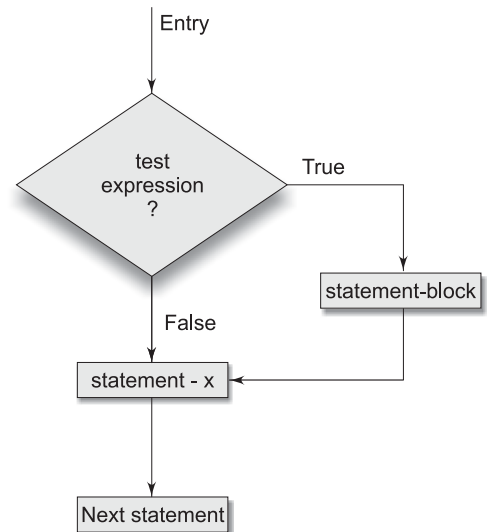 Entry
test
expression
?
True
statement-block
False
statement - x
Next statement